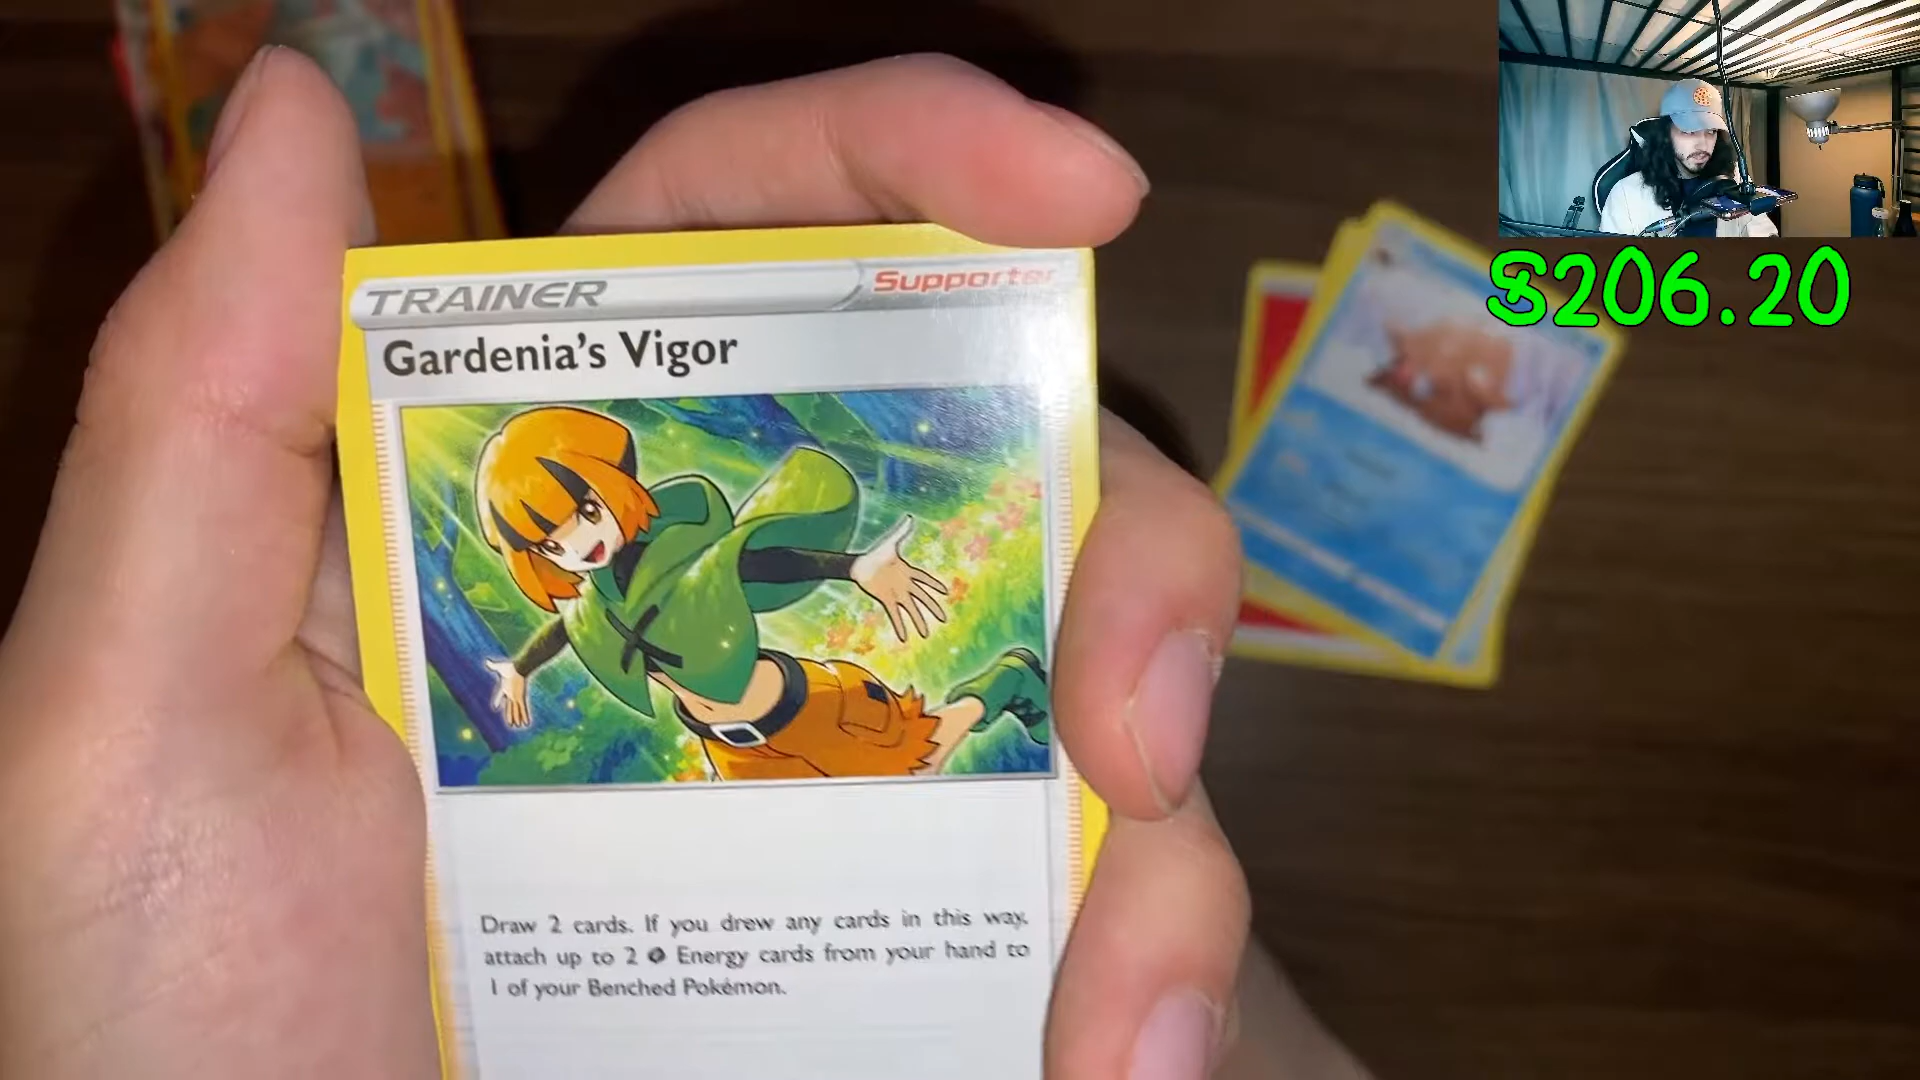 TRAINER
Supporter
Gardenia's Vigor
$206.20
Draw 2 cards. If you drew any cards in this way,
attach up to 2 Energy cards from your hand to
1 of your Benched Pokémon.